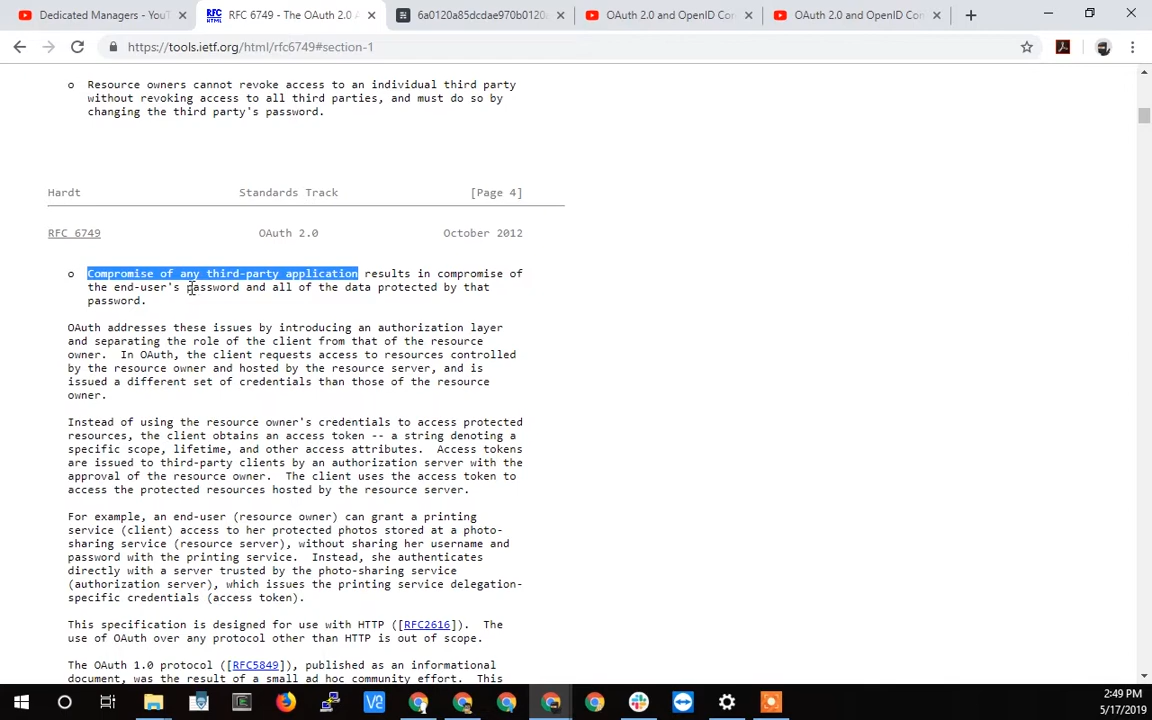 Dedicated Managers - YouT
RFC 6749 - The OAuth 2.0 A
6a0120a85dcdae970b0120
OAuth 2.0 and OpenID Con
OAuth 2.0 and OpenID Con
https://tools.ietf.org/html/rfc6749#section-1
o Resource owners cannot revoke access to an individual third party
without revoking access to all third parties, and must do so by
changing the third party's password.
Hardt Standards Track [Page 4]
RFC 6749 OAuth 2.0 October 2012
o Compromise of any third-party application results in compromise of
the end-user's password and all of the data protected by that
password.
OAuth addresses these issues by introducing an authorization layer
and separating the role of the client from that of the resource
owner. In OAuth, the client requests access to resources controlled
by the resource owner and hosted by the resource server, and is
issued a different set of credentials than those of the resource
owner.
Instead of using the resource owner's credentials to access protected
resources, the client obtains an access token -- a string denoting a
specific scope, lifetime, and other access attributes. Access tokens
are issued to third-party clients by an authorization server with the
approval of the resource owner. The client uses the access token to
access the protected resources hosted by the resource server.
For example, an end-user (resource owner) can grant a printing
service (client) access to her protected photos stored at a photo-
sharing service (resource server), without sharing her username and
password with the printing service. Instead, she authenticates
directly with a server trusted by the photo-sharing service
(authorization server), which issues the printing service delegation-
specific credentials (access token).
This specification is designed for use with HTTP ([RFC2616]). The
use of OAuth over any protocol other than HTTP is out of scope.
The OAuth 1.0 protocol ([RFC5849]), published as an informational
document, was the result of a small ad hoc community effort. This
2:49 PM
5/17/2019